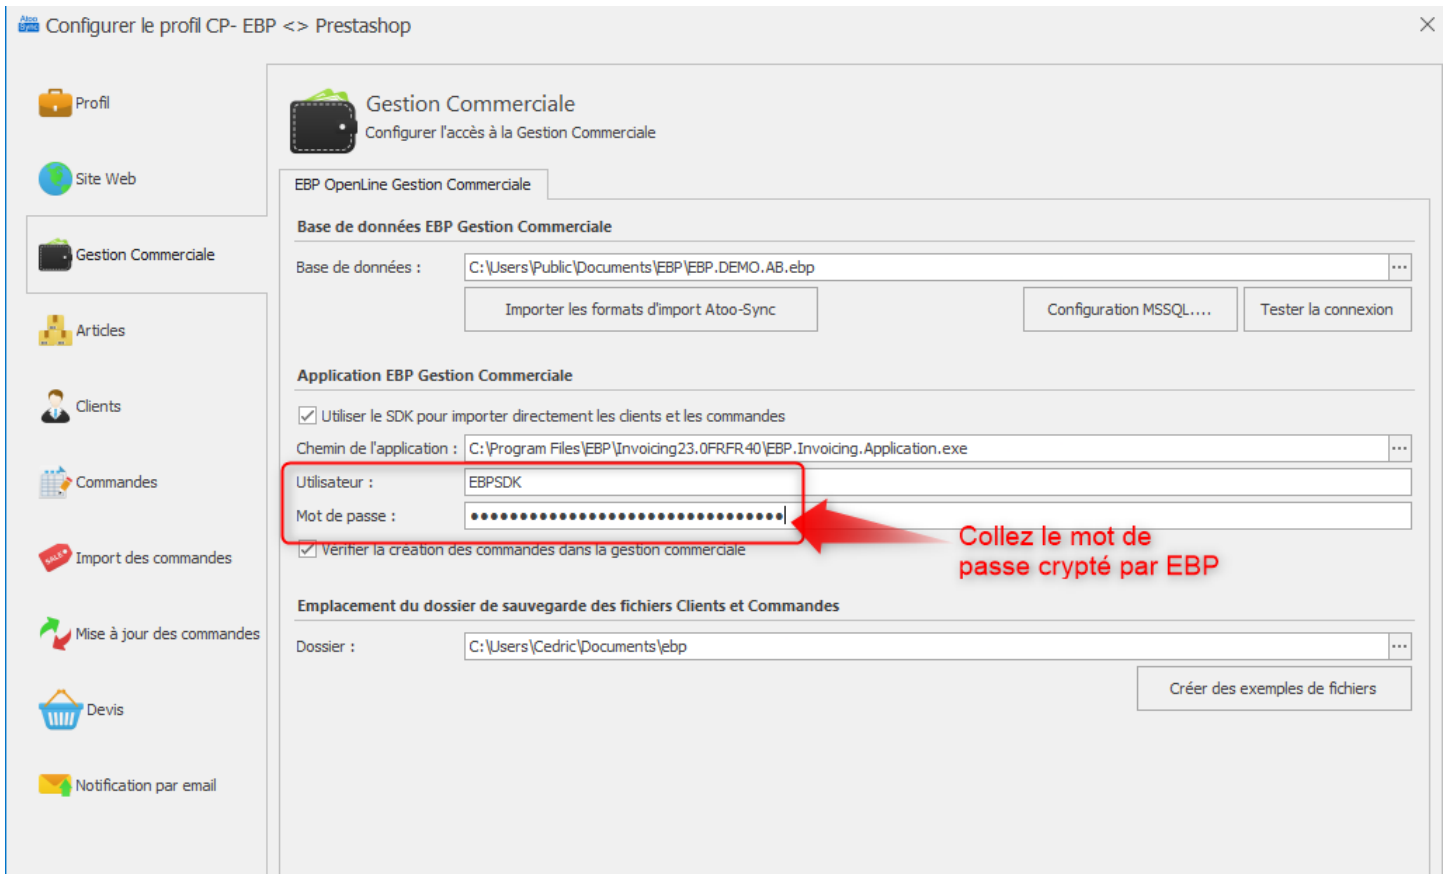 Atoo
Sync
Configurer le profil CP- EBP <> Prestashop
Profil
Site Web
Gestion Commerciale
Articles
Clients
Commandes
SALE
Import des commandes
Mise à jour des commandes
Devis
Notification par email
Gestion Commerciale
Configurer l'accès à la Gestion Commerciale
EBP OpenLine Gestion Commerciale
Base de données EBP Gestion Commerciale
Base de données : C:\Users\Public\Documents\EBP\EBP.DEMO.AB.ebp ...
Importer les formats d'import Atoo-Sync Configuration MSSQL.... Tester la connexion
Application EBP Gestion Commerciale
Utiliser le SDK pour importer directement les clients et les commandes
Chemin de l'application : C:\Program Files\EBP\Invoicing23.0FRFR40\EBP.Invoicing.Application.exe ...
Utilisateur : EBPSDK
Mot de passe : ●●●●●●●●●●●●●●●●●●●●●●●●●●●●●●●●
Vérifier la création des commandes dans la gestion commerciale
Collez le mot de
passe crypté par EBP
Emplacement du dossier de sauvegarde des fichiers Clients et Commandes
Dossier : C:\Users\Cedric\Documents\ebp ...
Créer des exemples de fichiers